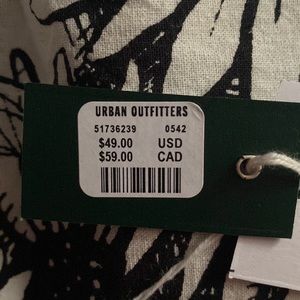 URBAN OUTFITTERS
51736239 0542
$49.00 USD
$59.00 CAD